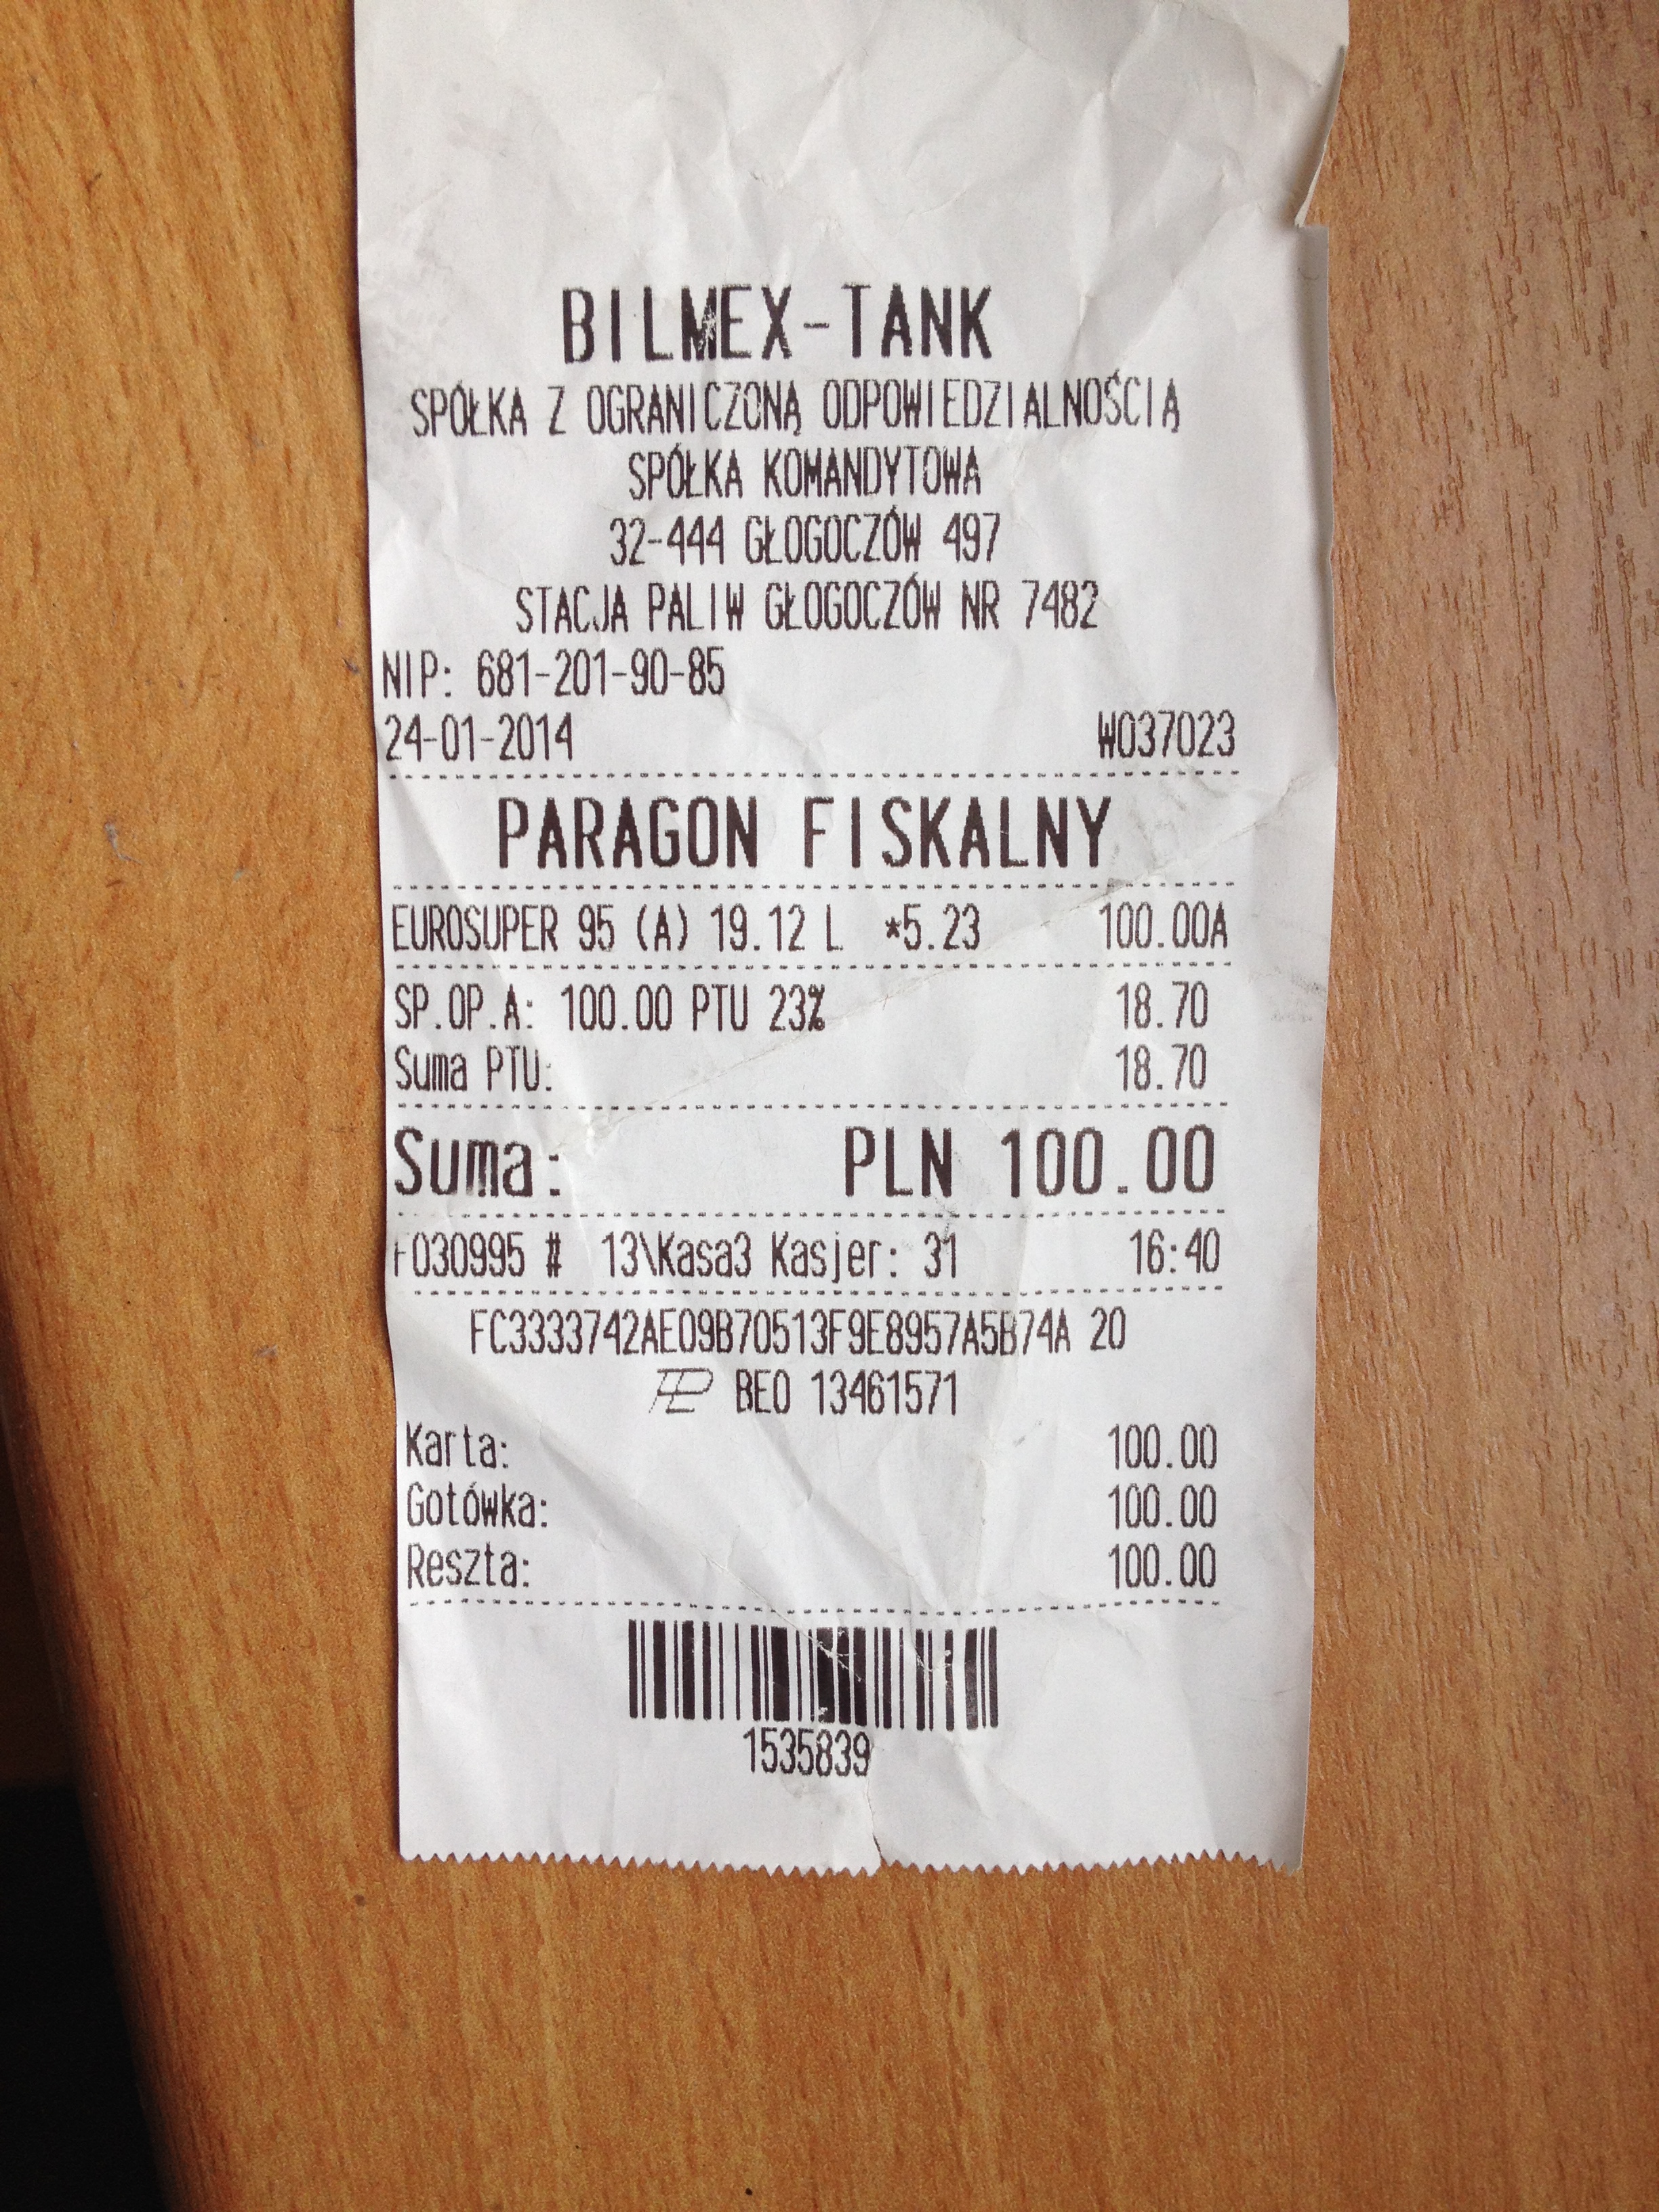 BILMEX-TANK
SPÓŁKA Z OGRANICZONĄ ODPOWIEDZIALNOŚCIĄ
SPÓŁKA KOMANDYTOWA
32-444 GŁOGOCZÓW 497
STACJA PALIW GŁOGOCZÓW NR 7482
NIP: 681-201-90-85
24-01-2014 W037023
PARAGON FISKALNY
EUROSUPER 95 (A) 19.12 L *5.23 100.00A
SP.OP.A: 100.00 PTU 23% 18.70
Suma PTU: 18.70
Suma: PLN 100.00
F030995 # 13\Kasa3 Kasjer: 31 16:40
FC3333742AE09B70513F9E8957A5B74A 20
BEO 13461571
Karta: 100.00
Gotówka: 100.00
Reszta: 100.00
1535839